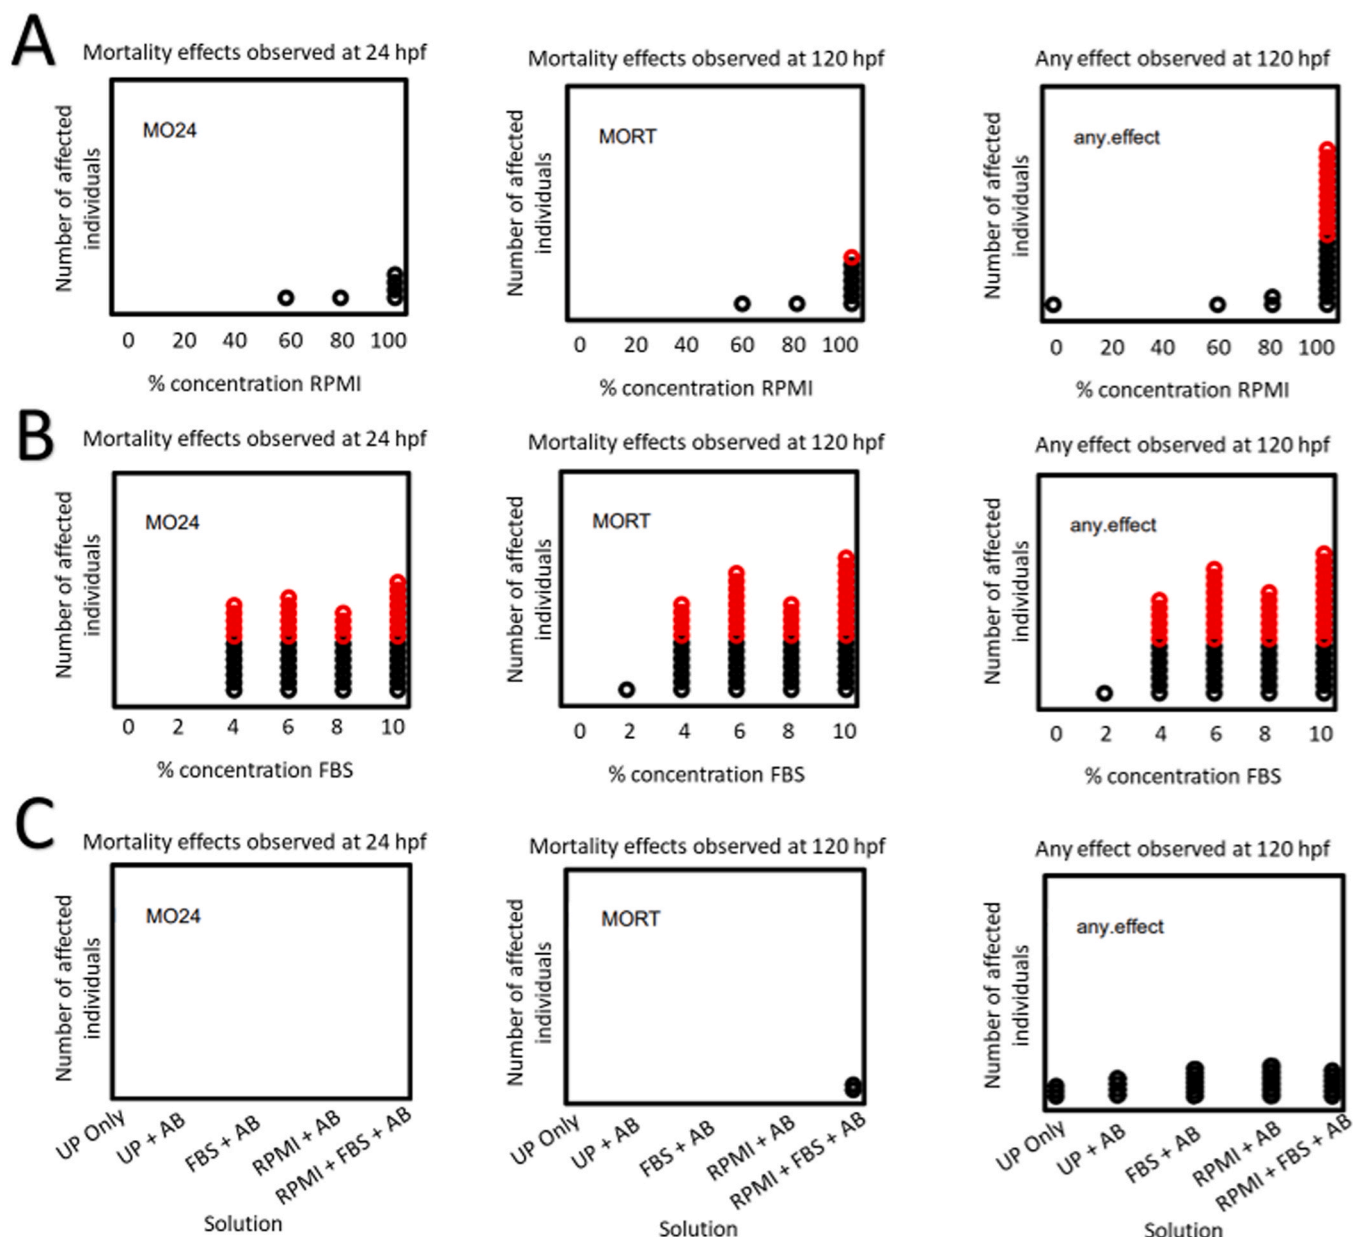 A
Mortality effects observed at 24 hpf
Number of affected
individuals
MO24
0 20 40 60 80 100
% concentration RPMI
Mortality effects observed at 120 hpf
Number of affected
individuals
MORT
0 20 40 60 80 100
% concentration RPMI
Any effect observed at 120 hpf
Number of affected
individuals
any.effect
0 20 40 60 80 100
% concentration RPMI
B
Mortality effects observed at 24 hpf
Number of affected
individuals
MO24
0 2 4 6 8 10
% concentration FBS
Mortality effects observed at 120 hpf
Number of affected
individuals
MORT
0 2 4 6 8 10
% concentration FBS
Any effect observed at 120 hpf
Number of affected
individuals
any.effect
0 2 4 6 8 10
% concentration FBS
C
Mortality effects observed at 24 hpf
Number of affected
individuals
MO24
UP Only
UP + AB
FBS + AB
RPMI + AB
RPMI + FBS + AB
Solution
Mortality effects observed at 120 hpf
Number of affected
individuals
MORT
UP Only
UP + AB
FBS + AB
RPMI + AB
RPMI + FBS + AB
Solution
Any effect observed at 120 hpf
Number of affected
individuals
any.effect
UP Only
UP + AB
FBS + AB
RPMI + AB
RPMI + FBS + AB
Solution